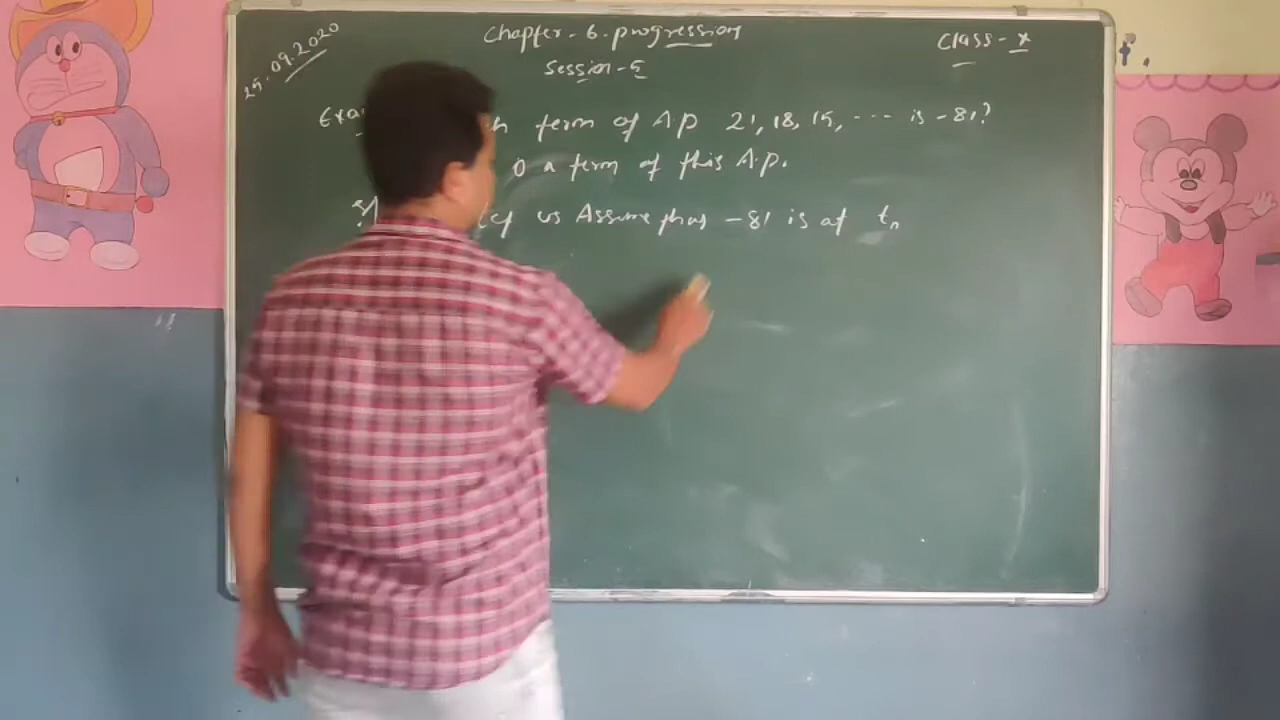 25.09.2020
Chapter-6. progression
Class-X
Session-5
Exa term of A.P 21, 18, 15, ... is -81?
0 a term of this A.P.
us Assume that -81 is at tn